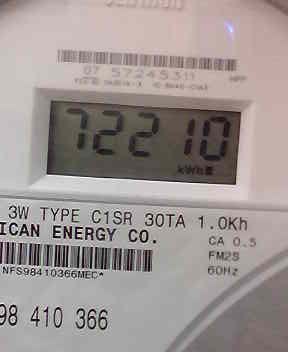 07 57245311
72210
kWh
3W TYPE C1SR 30TA 1.0Kh
ICAN ENERGY CO.
CA 0.5
FM2S
60Hz
NFS98410366MEC*
98 410 366